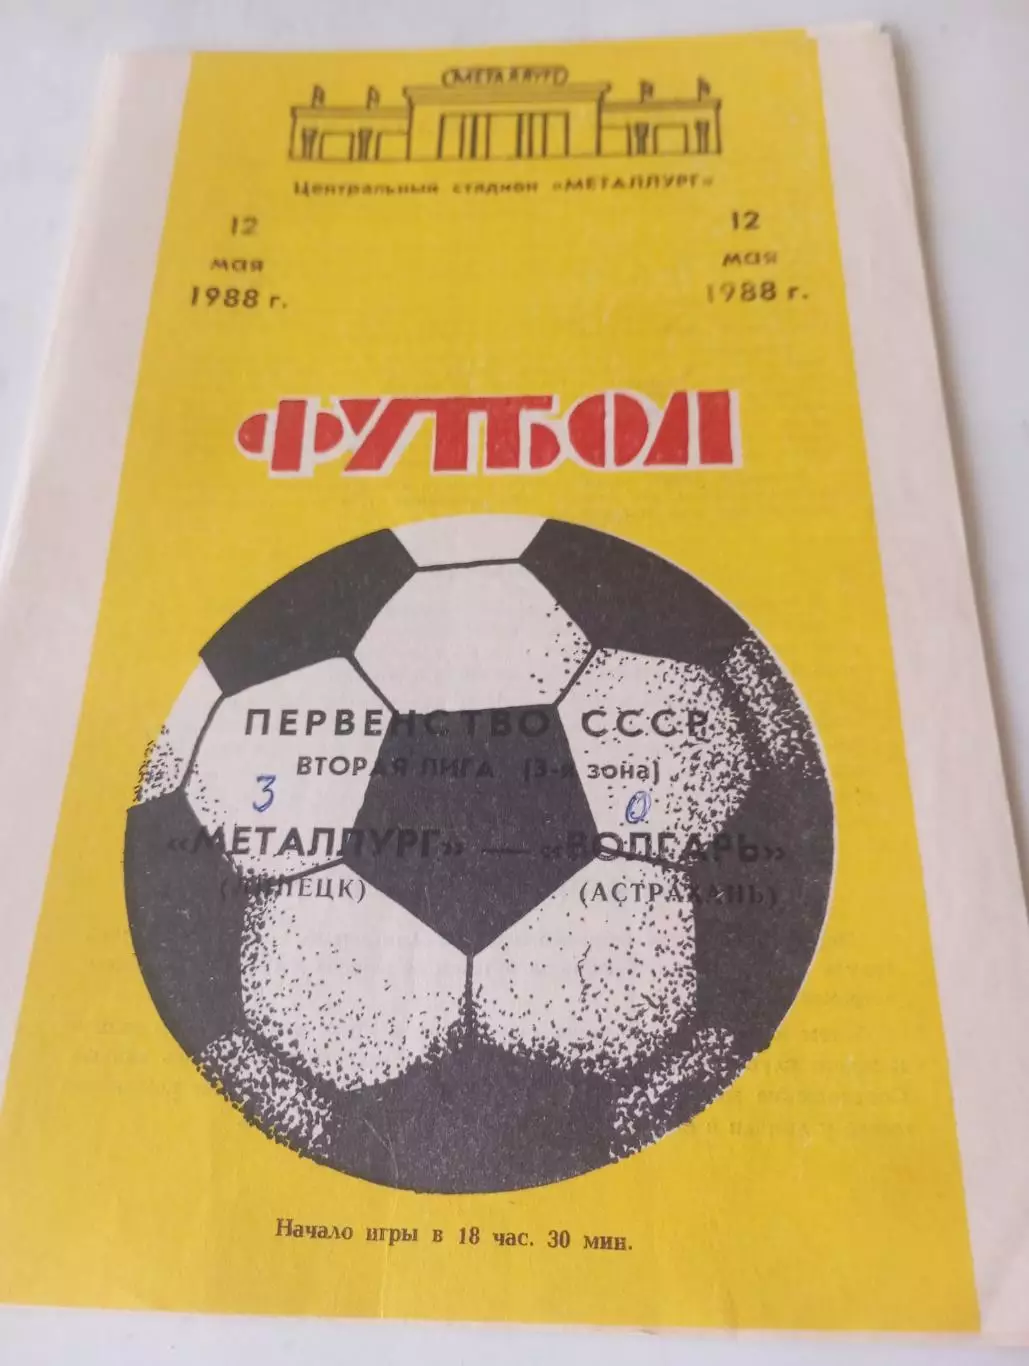 МЕТАЛЛУРГ
Центральный стадион «МЕТАЛЛУРГ»
12
мая
1988 г.
12
мая
1988 г.
ФУТБОЛ
ПЕРВЕНСТВО СССР
ВТОРАЯ ЛИГА (3-я зона)
3 0
«МЕТАЛЛУРГ» — «ВОЛГАРЬ»
(ЛИПЕЦК) (АСТРАХАНЬ)
Начало игры в 18 час. 30 мин.